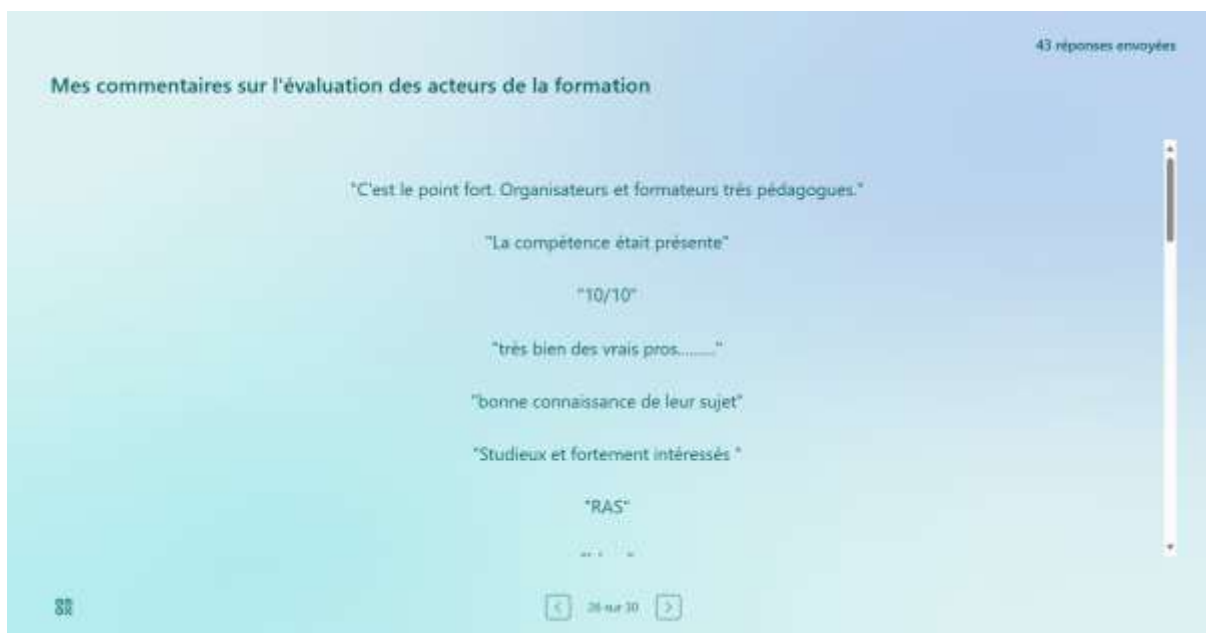 43 réponses envoyées
Mes commentaires sur l'évaluation des acteurs de la formation
"C'est le point fort. Organisateurs et formateurs très pédagogues."
"La compétence était présente"
"10/10"
"très bien des vrais pros........."
"bonne connaissance de leur sujet"
"Studieux et fortement intéressés "
"RAS"
26 sur 30